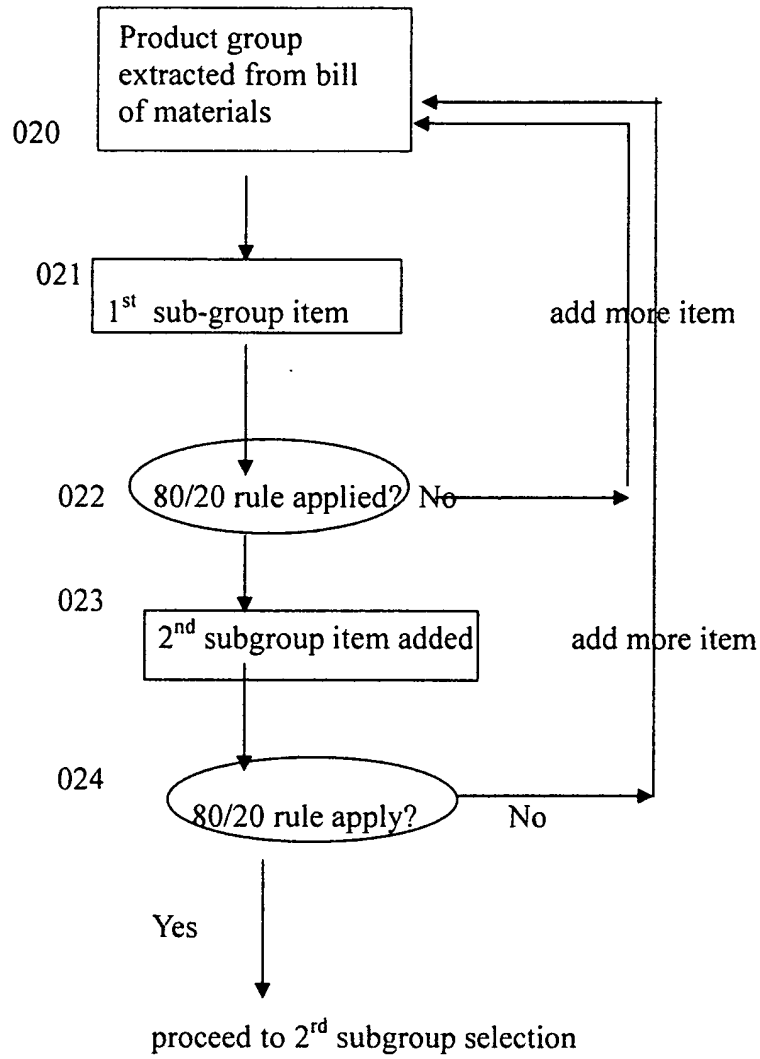 Product group
extracted from bill
of materials
020
021
1st sub-group item
add more item
022
80/20 rule applied? No
023
2nd subgroup item added
add more item
024
80/20 rule apply?
No
Yes
proceed to 2rd subgroup selection